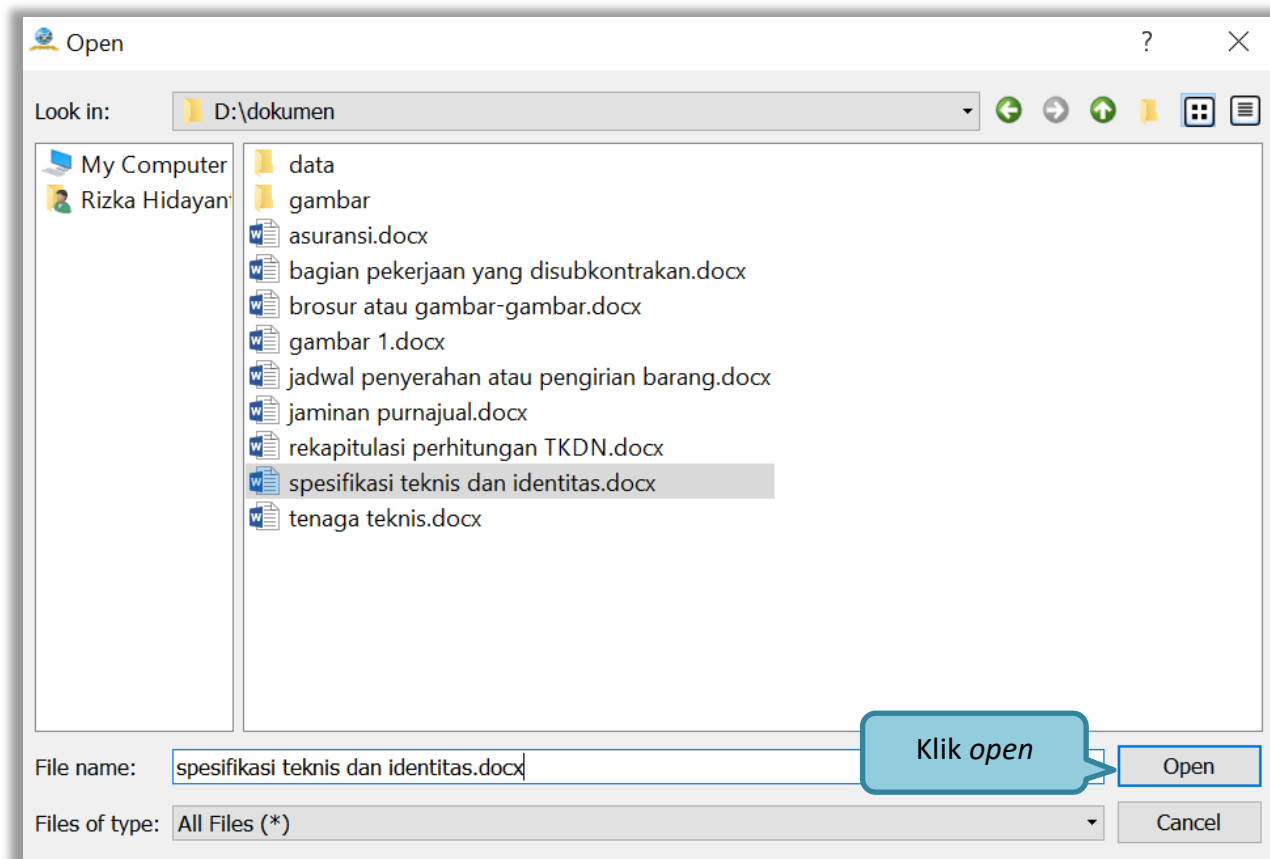 Open
?
Look in:
D:\dokumen
My Computer
Rizka Hidayan
data
gambar
asuransi.docx
bagian pekerjaan yang disubkontrakan.docx
brosur atau gambar-gambar.docx
gambar 1.docx
jadwal penyerahan atau pengirian barang.docx
jaminan purnajual.docx
rekapitulasi perhitungan TKDN.docx
spesifikasi teknis dan identitas.docx
tenaga teknis.docx
Klik open
File name:
spesifikasi teknis dan identitas.docx
Open
Files of type:
All Files (*)
Cancel